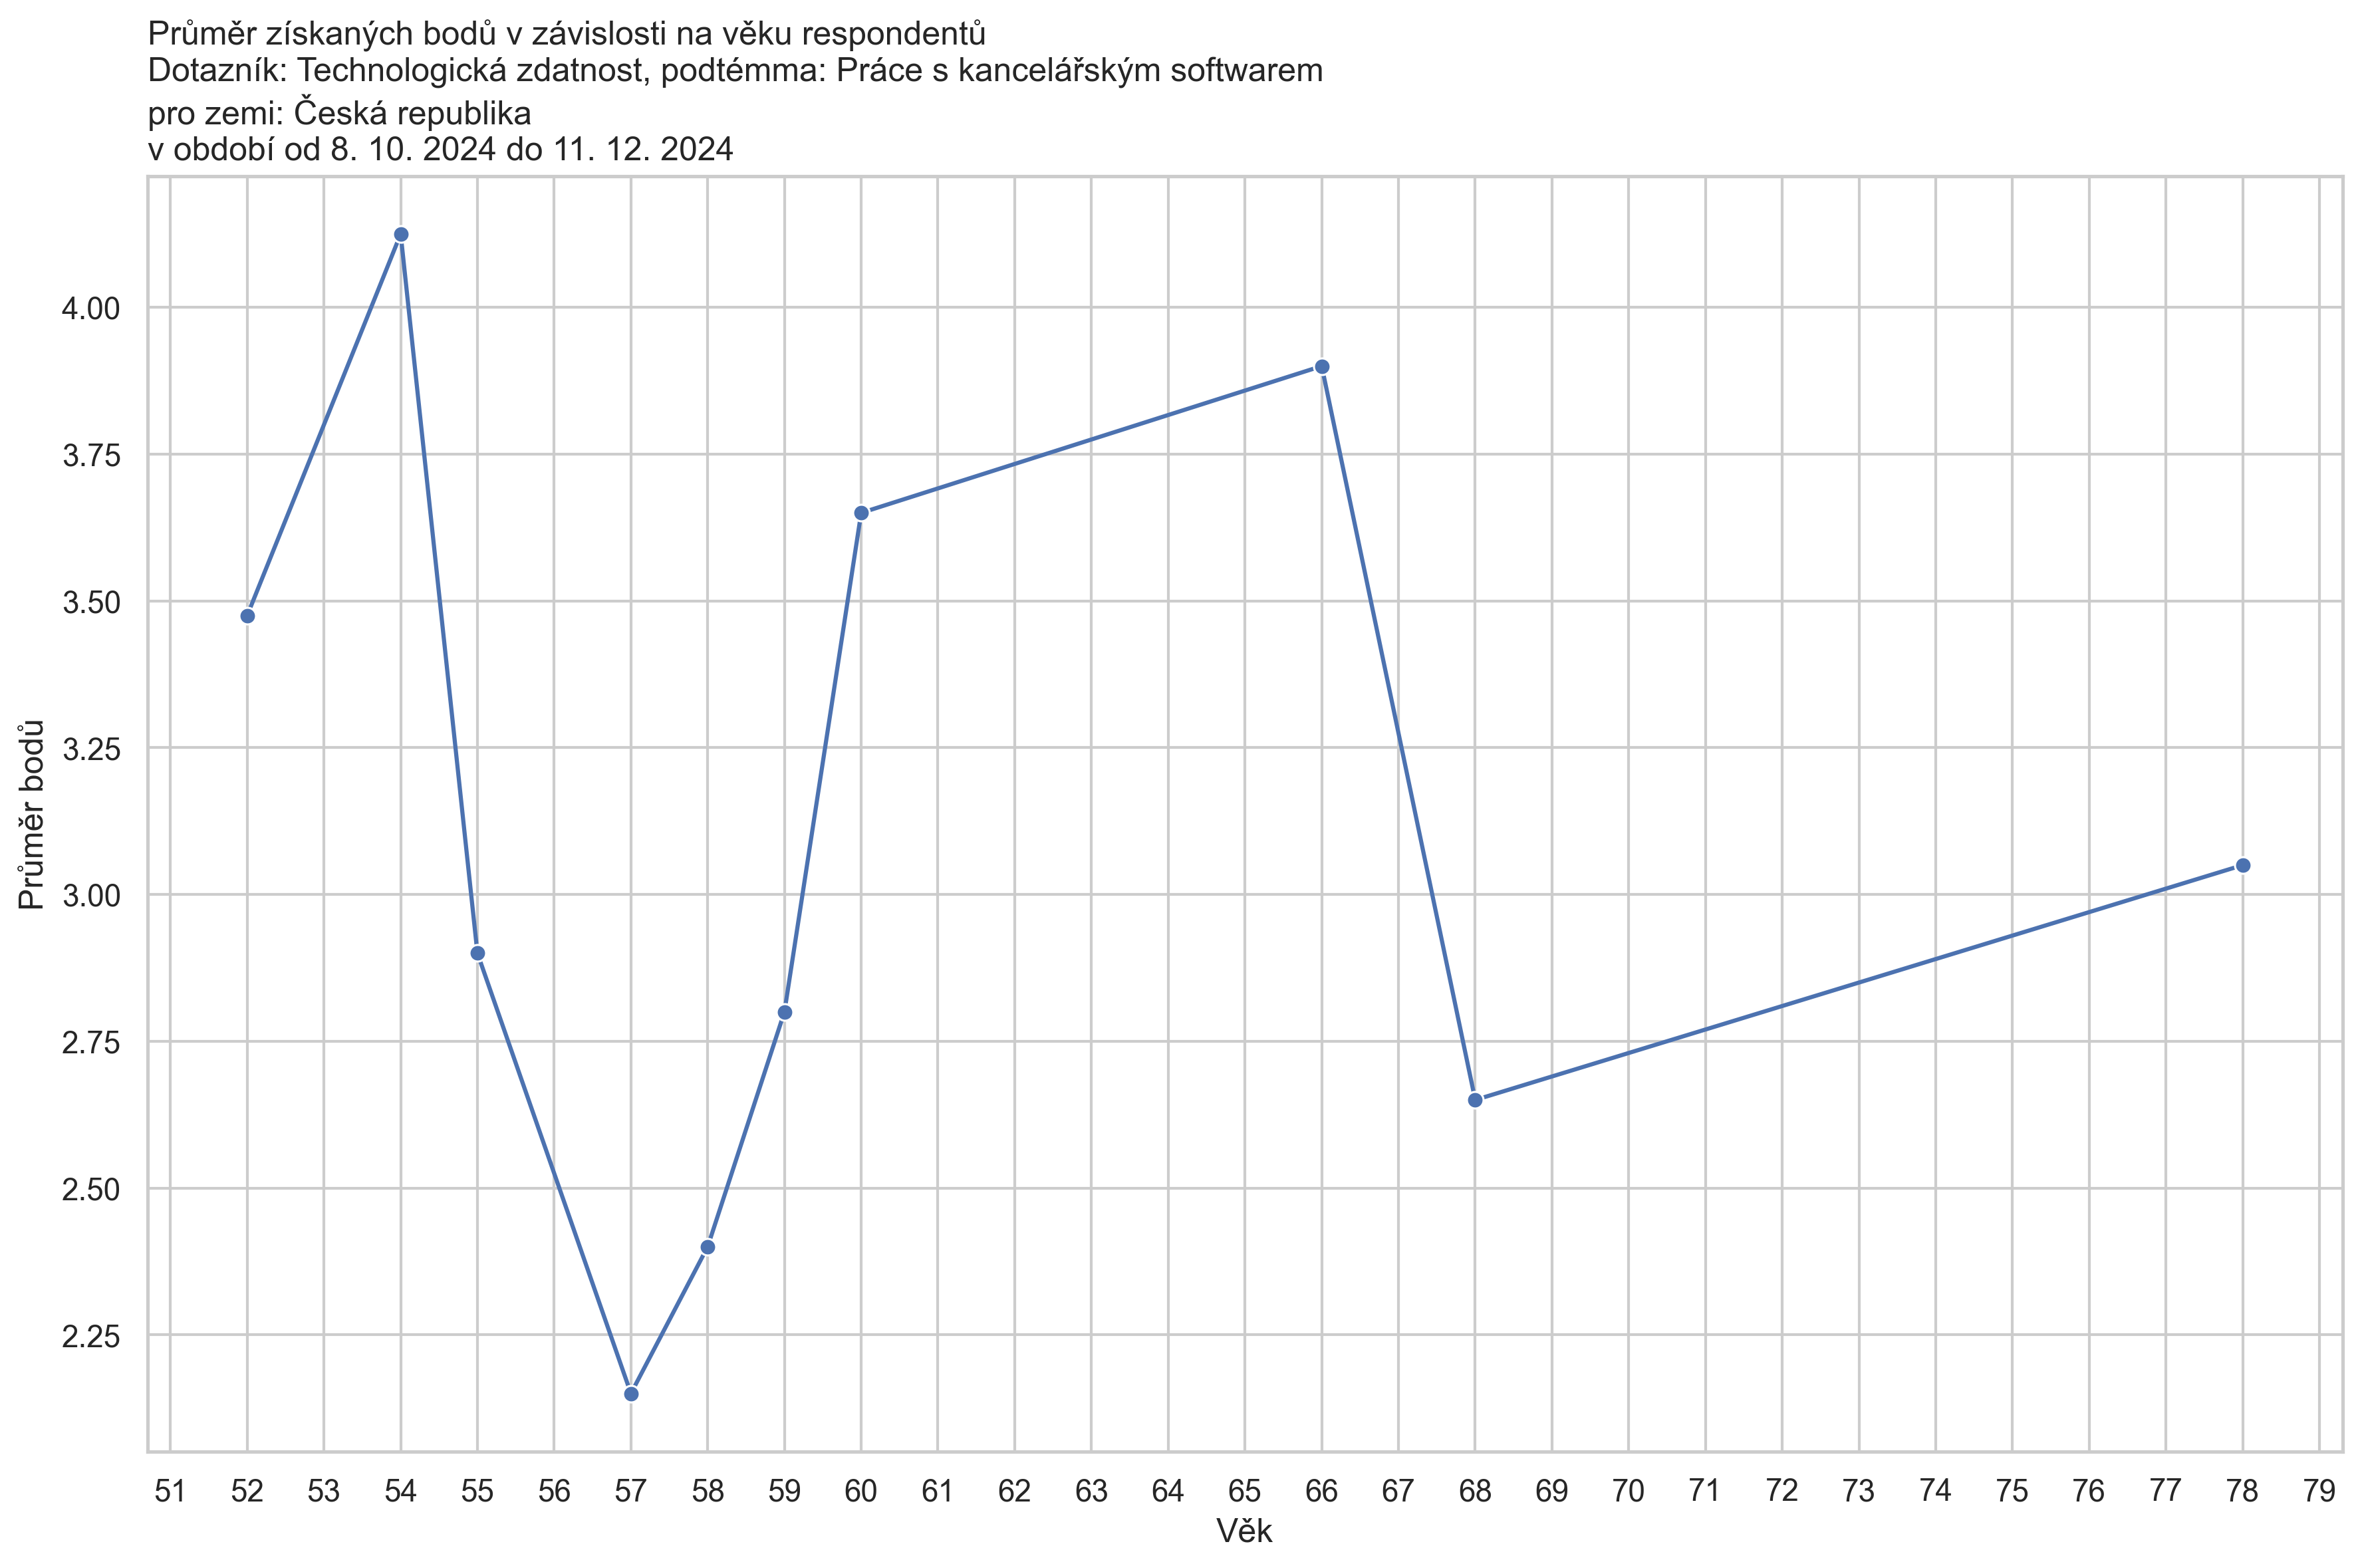 Průměr získaných bodů v závislosti na věku respondentů
Dotazník: Technologická zdatnost, podtémma: Práce s kancelářským softwarem
pro zemi: Česká republika
v období od 8. 10. 2024 do 11. 12. 2024
Průměr bodů
4.00
3.75
3.50
3.25
3.00
2.75
2.50
2.25
51 52 53 54 55 56 57 58 59 60 61 62 63 64 65 66 67 68 69 70 71 72 73 74 75 76 77 78 79
Věk